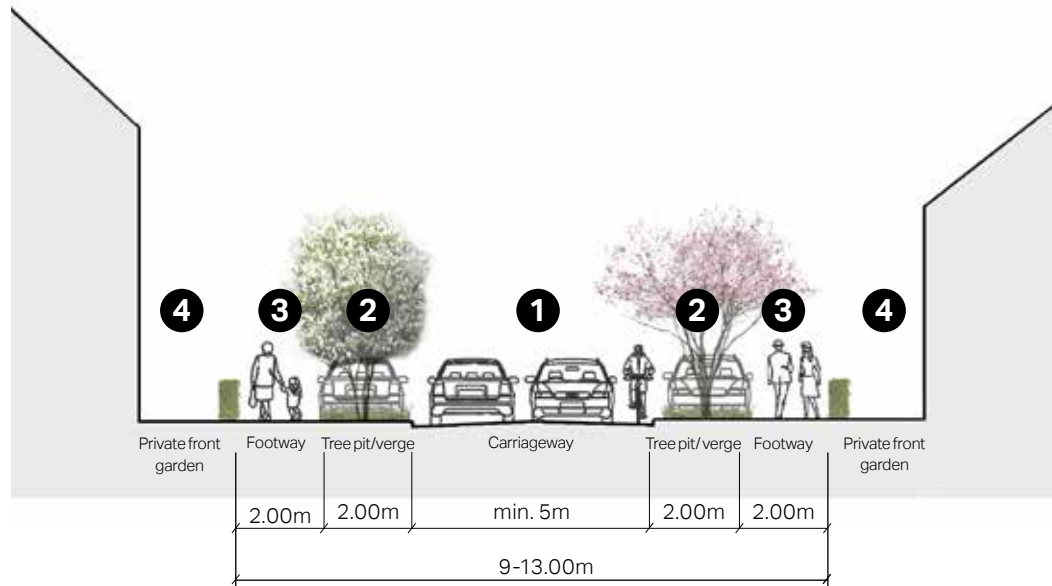 4
3
2
1
2
3
4
Private front
garden
Footway
Tree pit/verge
Carriageway
Tree pit/verge
Footway
Private front
garden
2.00m
2.00m
min. 5m
2.00m
2.00m
9-13.00m